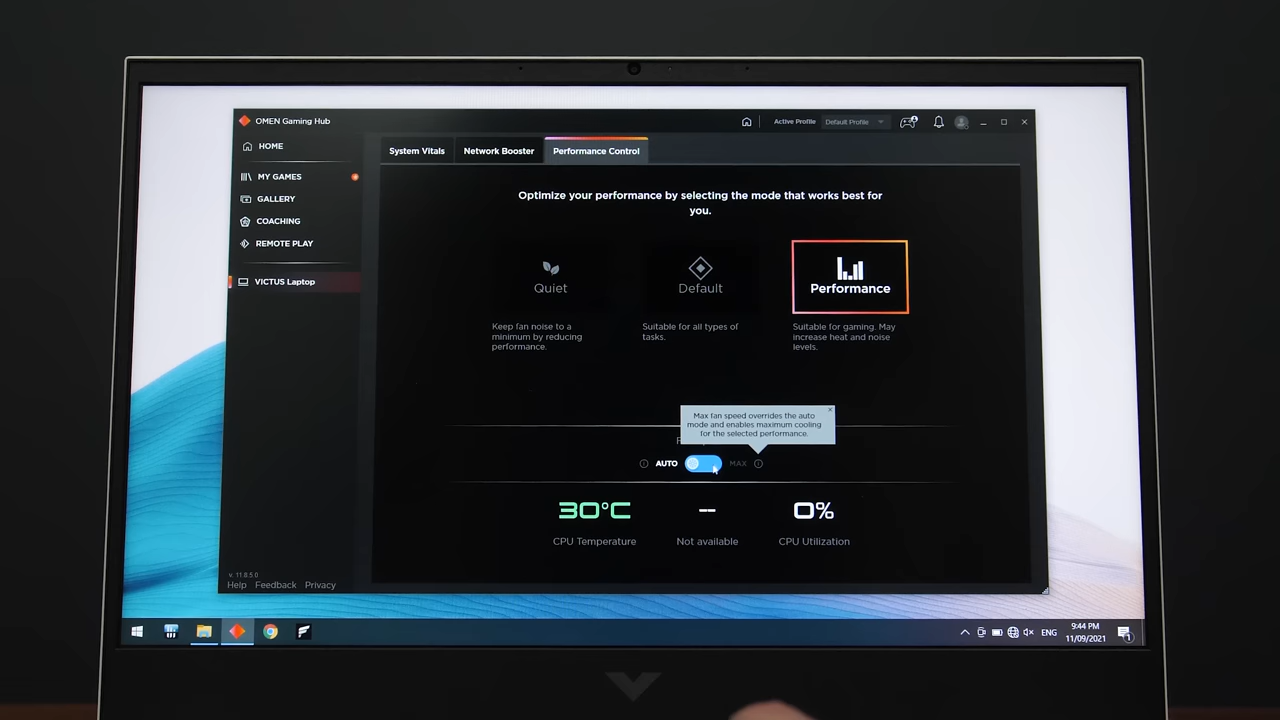 OMEN Gaming Hub
Active Profile
Default Profile
HOME
MY GAMES
GALLERY
COACHING
REMOTE PLAY
VICTUS Laptop
System Vitals
Network Booster
Performance Control
Optimize your performance by selecting the mode that works best for
you.
Quiet
Keep fan noise to a
minimum by reducing
performance.
Default
Suitable for all types of
tasks.
Performance
Suitable for gaming. May
increase heat and noise
levels.
Max fan speed overrides the auto
mode and enables maximum cooling
for the selected performance.
AUTO
MAX
30°C
CPU Temperature
--
Not available
0%
CPU Utilization
v. 11.8.5.0
Help
Feedback
Privacy
ENG
9:44 PM
11/09/2021
1